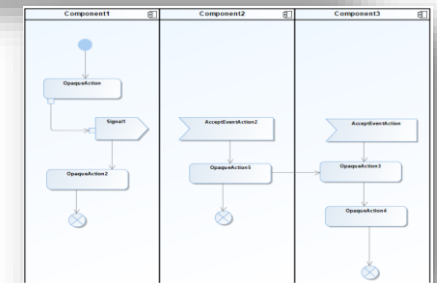 Component1
Component2
Component3
OpaqueAction
Signal1
AcceptEventAction2
AcceptEventAction
OpaqueAction2
OpaqueAction5
OpaqueAction3
OpaqueAction4